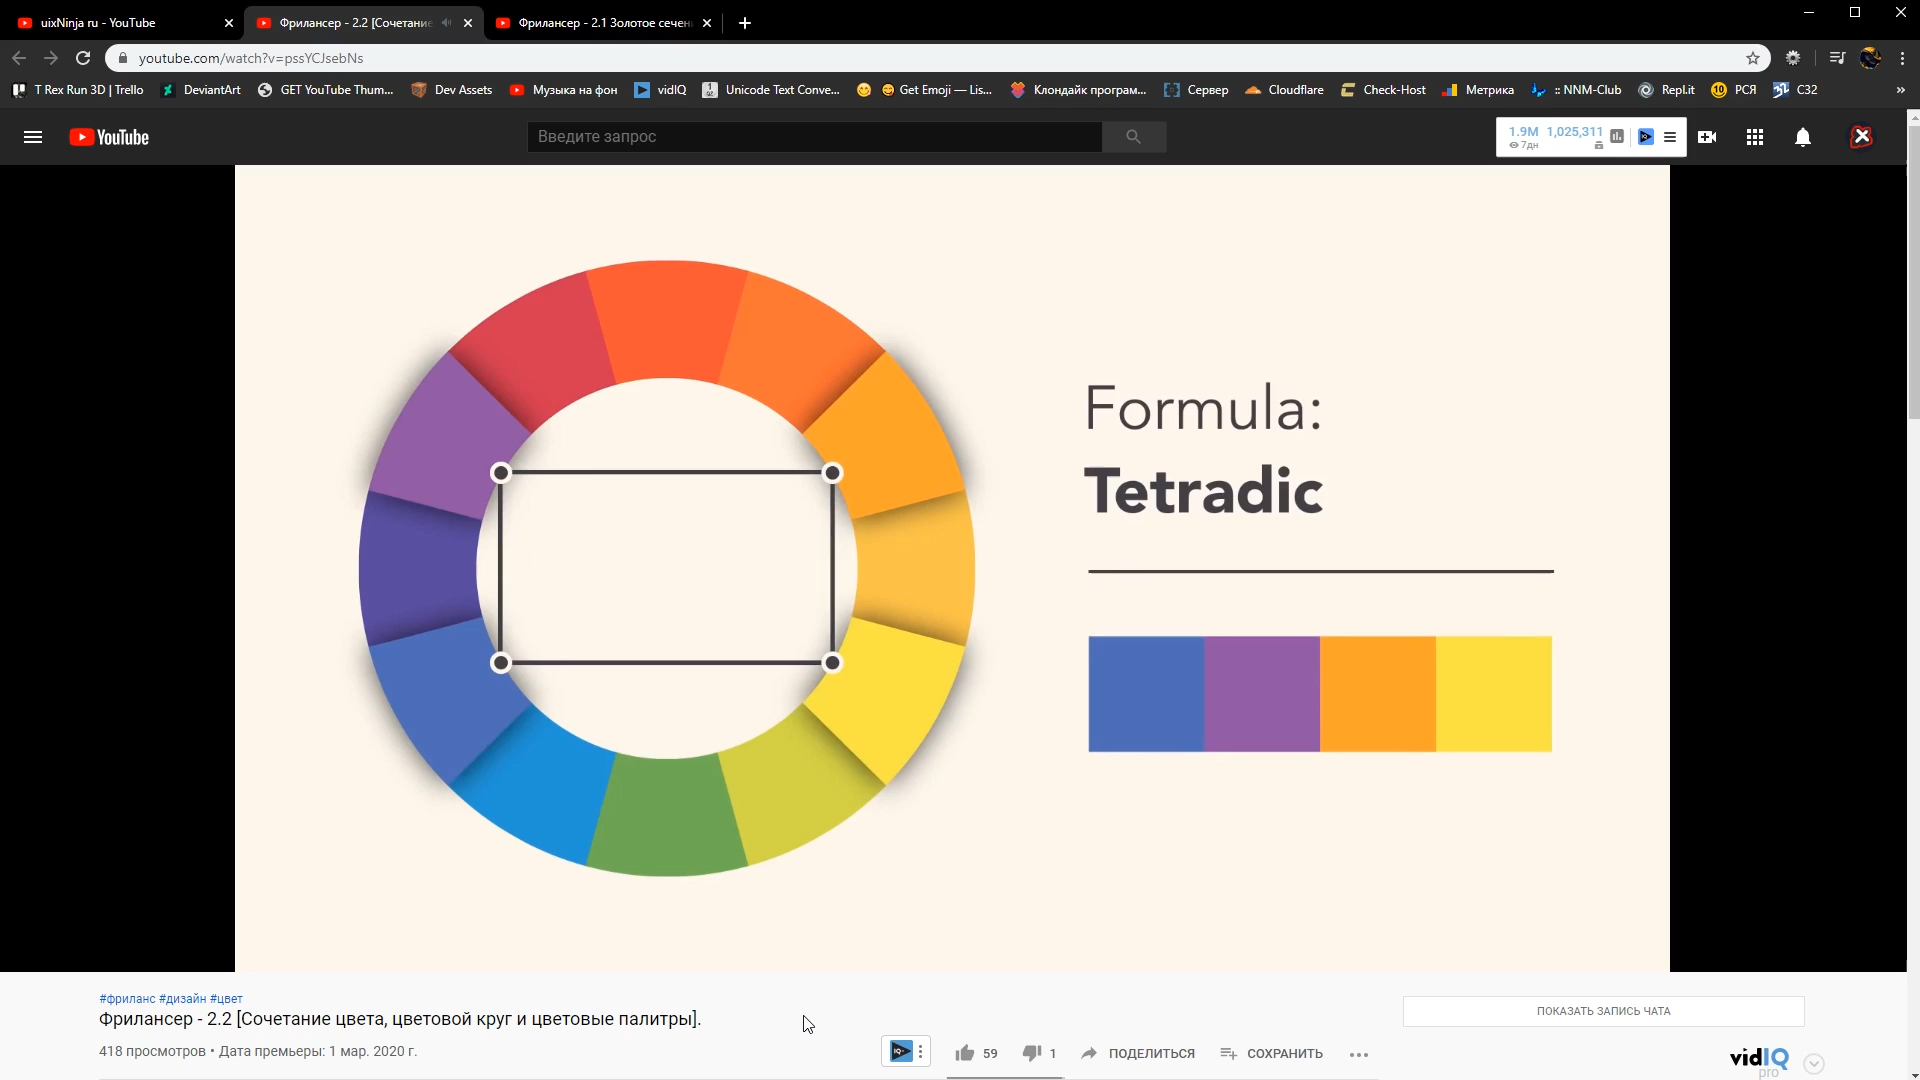 uixNinja ru - YouTube
Фрилансер - 2.2 [Сочетание
Фрилансер - 2.1 Золотое сечен
youtube.com/watch?v=pssYCJsebNs
T Rex Run 3D | Trello
DeviantArt
GET YouTube Thum...
Dev Assets
Музыка на фон
vidIQ
Unicode Text Conve...
Get Emoji — Lis...
Клондайк програм...
Сервер
Cloudflare
Check-Host
Метрика
:: NNM-Club
Repl.it
10
РСЯ
C32
»
YouTube
Введите запрос
1.9M 1,025,311
7дн
Formula:
Tetradic
#фриланс #дизайн #цвет
Фрилансер - 2.2 [Сочетание цвета, цветовой круг и цветовые палитры].
418 просмотров • Дата премьеры: 1 мар. 2020 г.
59
1
ПОДЕЛИТЬСЯ
СОХРАНИТЬ
ПОКАЗАТЬ ЗАПИСЬ ЧАТА
vidIQ
pro